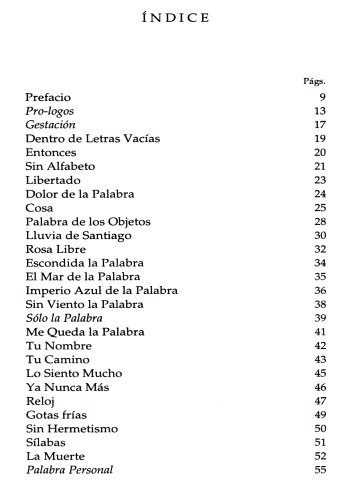 ÍNDICE
Págs.
Prefacio 9
Pro-logos 13
Gestación 17
Dentro de Letras Vacías 19
Entonces 20
Sin Alfabeto 21
Libertado 23
Dolor de la Palabra 24
Cosa 25
Palabra de los Objetos 28
Lluvia de Santiago 30
Rosa Libre 32
Escondida la Palabra 34
El Mar de la Palabra 35
Imperio Azul de la Palabra 36
Sin Viento la Palabra 38
Sólo la Palabra 39
Me Queda la Palabra 41
Tu Nombre 42
Tu Camino 43
Lo Siento Mucho 45
Ya Nunca Más 46
Reloj 47
Gotas frías 49
Sin Hermetismo 50
Sílabas 51
La Muerte 52
Palabra Personal 55